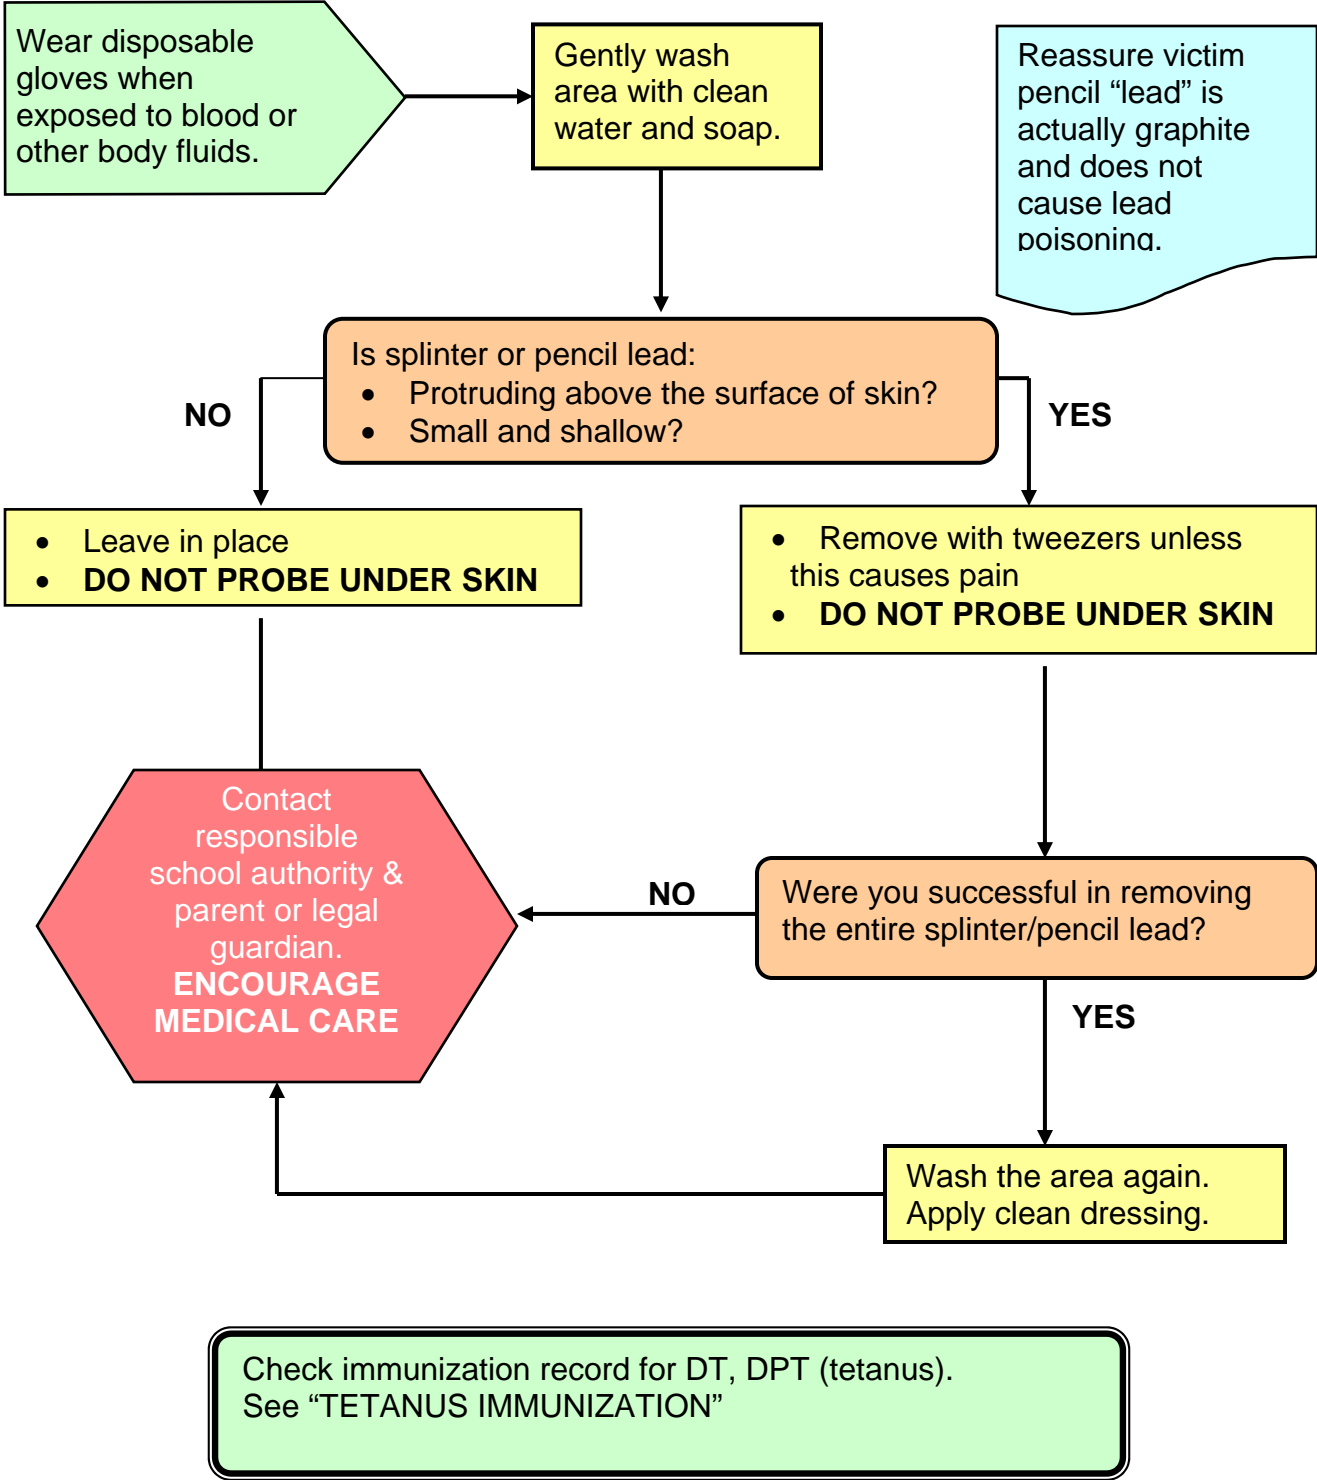 Wear disposable
gloves when
exposed to blood or
other body fluids.
Gently wash
area with clean
water and soap.
Reassure victim
pencil “lead” is
actually graphite
and does not
cause lead
poisoning.
Is splinter or pencil lead:
• Protruding above the surface of skin?
• Small and shallow?
NO
YES
• Leave in place
• DO NOT PROBE UNDER SKIN
• Remove with tweezers unless
this causes pain
• DO NOT PROBE UNDER SKIN
Contact
responsible
school authority &
parent or legal
guardian.
ENCOURAGE
MEDICAL CARE
NO
Were you successful in removing
the entire splinter/pencil lead?
YES
Wash the area again.
Apply clean dressing.
Check immunization record for DT, DPT (tetanus).
See “TETANUS IMMUNIZATION”